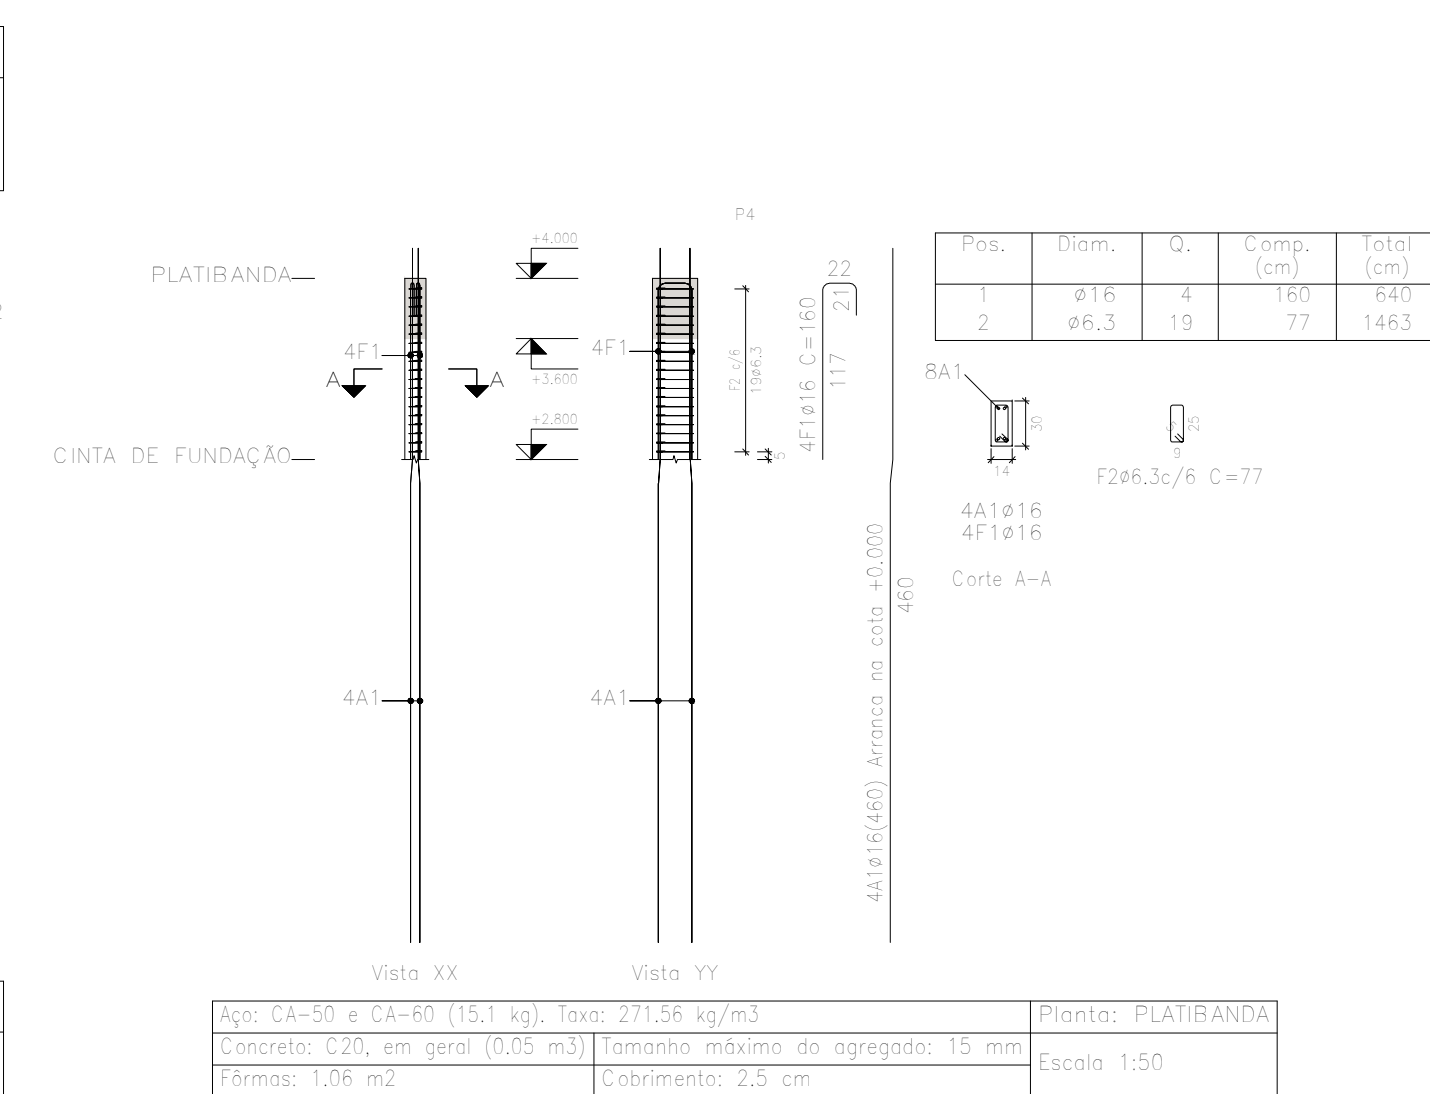 P4
+4.000
PLATIBANDA
4F1
A
A
+3.600
+2.800
CINTA DE FUNDAÇÃO
4F1
F2 c/6
19ø6.3
5
22
21
117
4F1ø16 C=160
4A1
4A1
4A1ø16(460) Arranca na cota +0.000
460
Vista XX
Vista YY
Pos. Diam. Q. Comp. (cm) Total (cm)
1 ø16 4 160 640
2 ø6.3 19 77 1463
8A1
30
14
4A1ø16
4F1ø16
Corte A-A
25
9
F2ø6.3c/6 C=77
Aço: CA-50 e CA-60 (15.1 kg). Taxa: 271.56 kg/m3
Planta: PLATIBANDA
Concreto: C20, em geral (0.05 m3)
Tamanho máximo do agregado: 15 mm
Escala 1:50
Fôrmas: 1.06 m2
Cobrimento: 2.5 cm